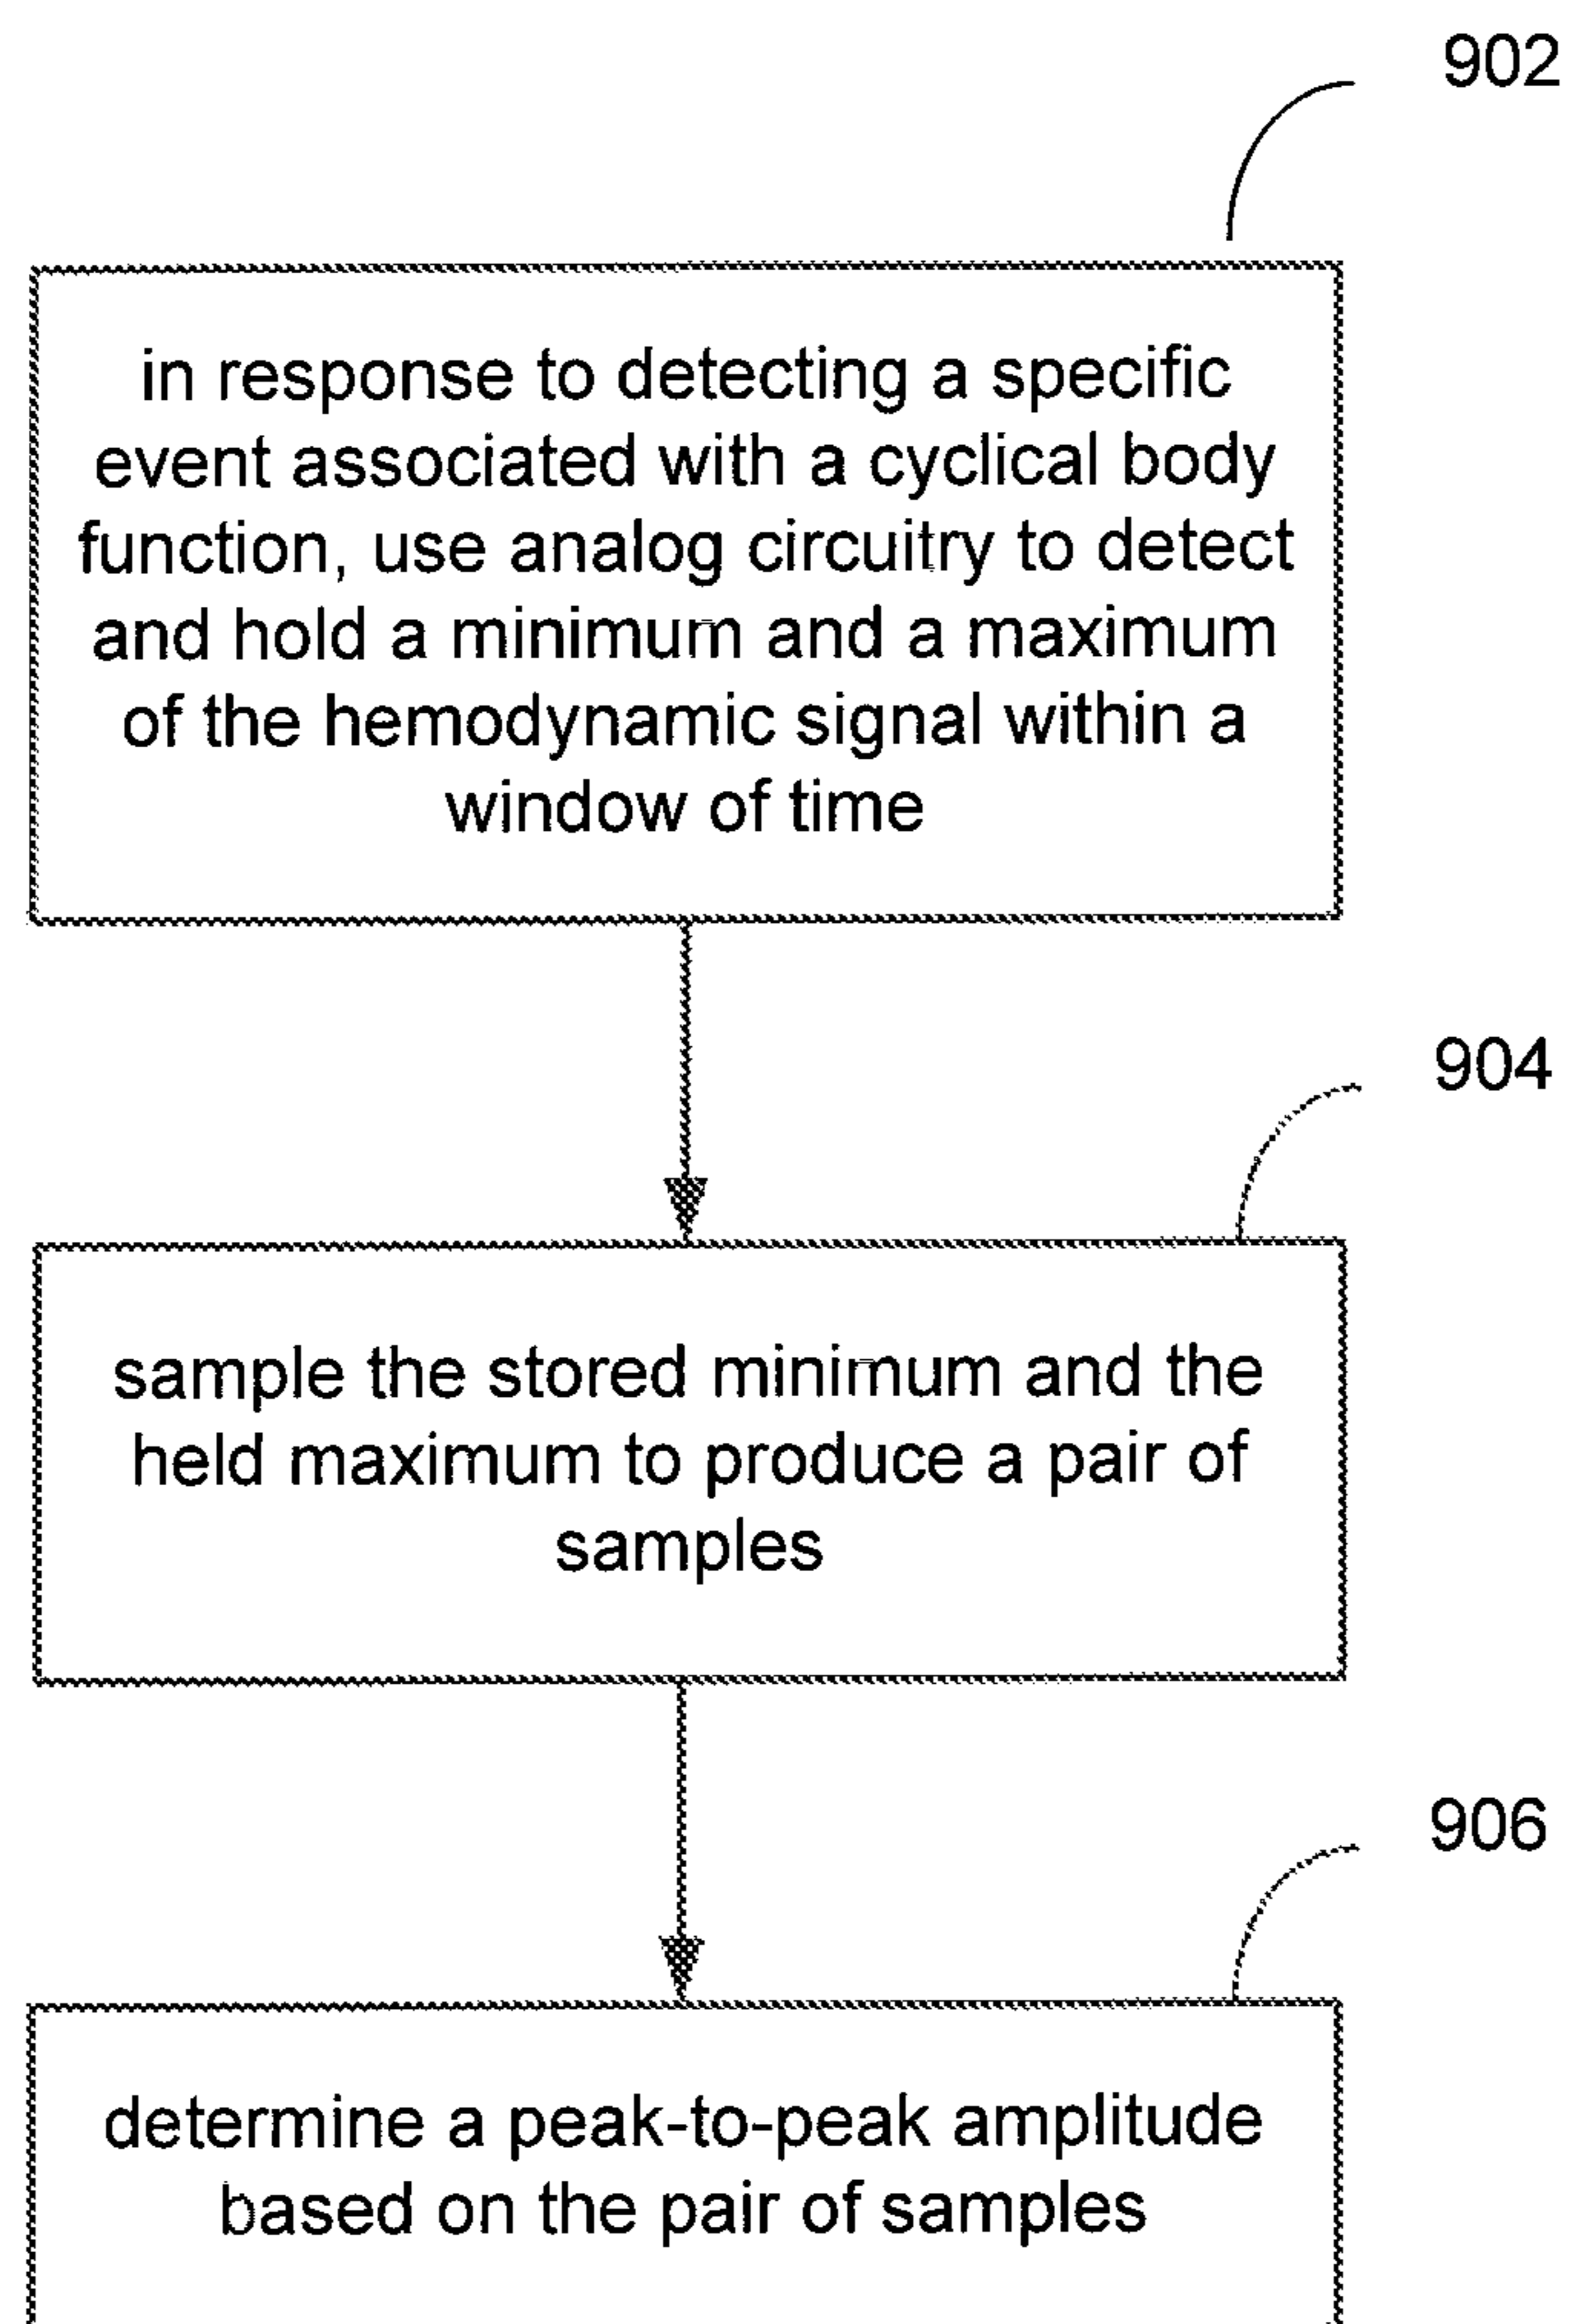 902
in response to detecting a specific
event associated with a cyclical body
function, use analog circuitry to detect
and hold a minimum and a maximum
of the hemodynamic signal within a
window of time
904
sample the stored minimum and the
held maximum to produce a pair of
samples
906
determine a peak-to-peak amplitude
based on the pair of samples